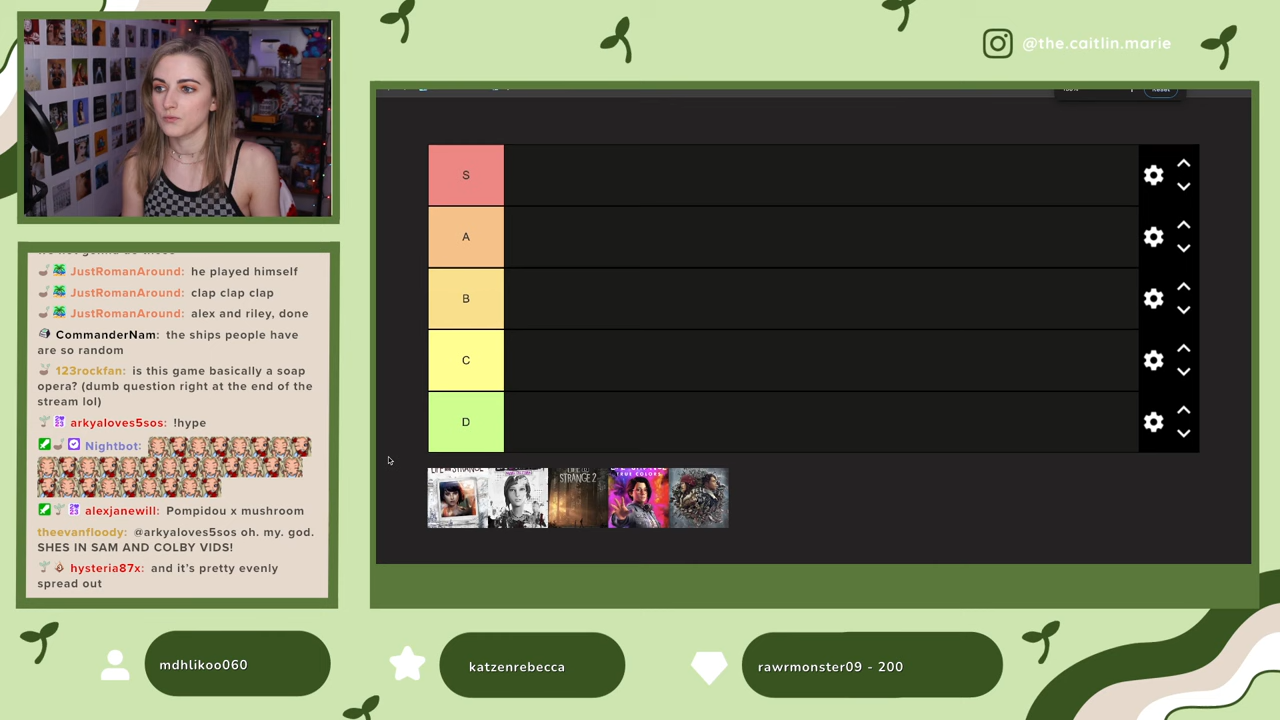 @the.caitlin.marie
Reset
S
A
B
C
D
JustRomanAround: he played himself
JustRomanAround: clap clap clap
JustRomanAround: alex and riley, done
CommanderNam: the ships people have
are so random
123rockfan: is this game basically a soap
opera? (dumb question right at the end of the
stream lol)
arkyaloves5sos: !hype
Nightbot:
alexjanewill: Pompidou x mushroom
theevanfloody: @arkyaloves5sos oh. my. god.
SHES IN SAM AND COLBY VIDS!
hysteria87x: and it's pretty evenly
spread out
STRANGE 2
TRUE COLORS
mdhlikoo060
katzenrebecca
rawrmonster09 - 200